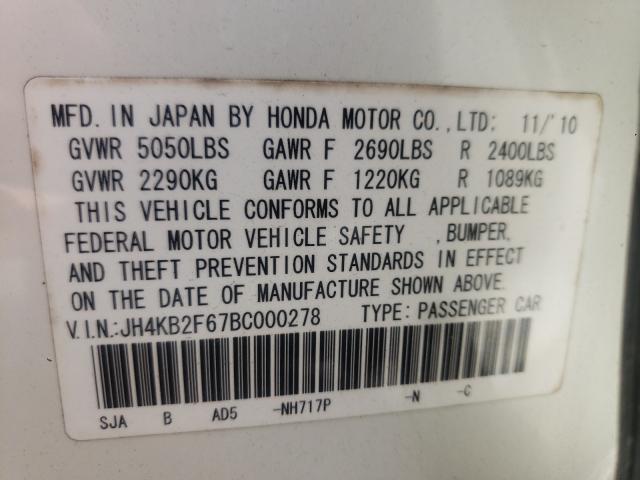 MFD. IN JAPAN BY HONDA MOTOR CO.,LTD: 11/'10
GVWR 5050LBS GAWR F 2690LBS R 2400LBS
GVWR 2290KG GAWR F 1220KG R 1089KG
THIS VEHICLE CONFORMS TO ALL APPLICABLE
FEDERAL MOTOR VEHICLE SAFETY ,BUMPER,
AND THEFT PREVENTION STANDARDS IN EFFECT
ON THE DATE OF MANUFACTURE SHOWN ABOVE.
V.I.N.:JH4KB2F67BC000278 TYPE: PASSENGER CAR
SJA B AD5 -NH717P -N -C